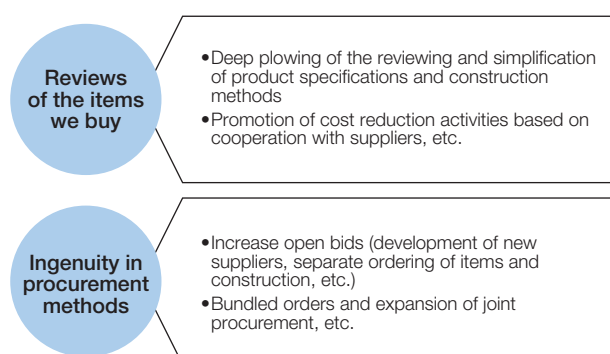 Reviews
of the items
we buy
•Deep plowing of the reviewing and simplification
of product specifications and construction
methods
•Promotion of cost reduction activities based on
cooperation with suppliers, etc.
Ingenuity in
procurement
methods
•Increase open bids (development of new
suppliers, separate ordering of items and
construction, etc.)
•Bundled orders and expansion of joint
procurement, etc.